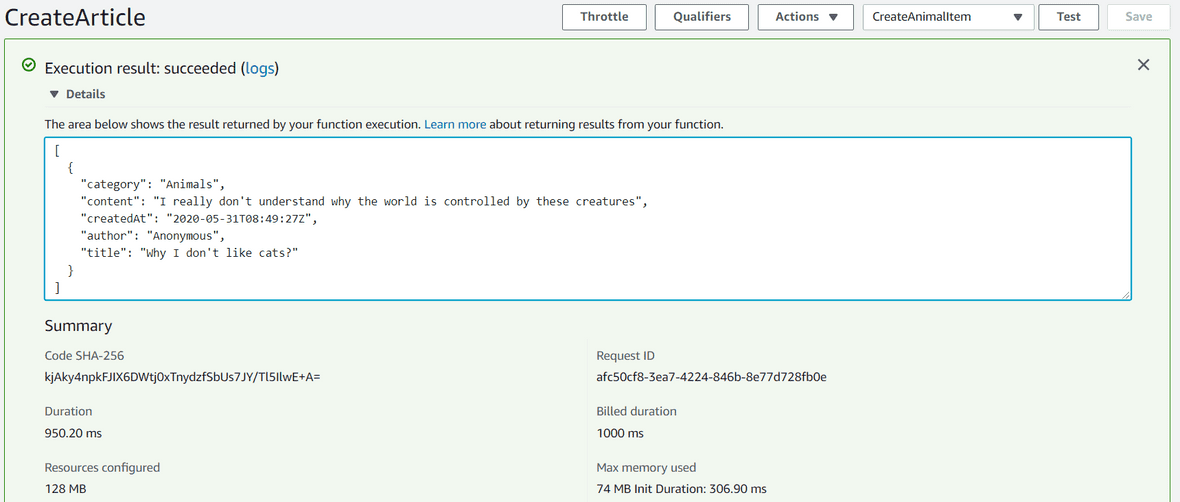 CreateArticle
Throttle
Qualifiers
Actions
CreateAnimalItem
Test
Save
Execution result: succeeded (logs)
Details
The area below shows the result returned by your function execution. Learn more about returning results from your function.
[
  {
    "category": "Animals",
    "content": "I really don't understand why the world is controlled by these creatures",
    "createdAt": "2020-05-31T08:49:27Z",
    "author": "Anonymous",
    "title": "Why I don't like cats?"
  }
]
Summary
Code SHA-256
kjAky4npkFJIX6DWtj0xTnydzfSbUs7JY/Tl5IlwE+A=
Request ID
afc50cf8-3ea7-4224-846b-8e77d728fb0e
Duration
950.20 ms
Billed duration
1000 ms
Resources configured
128 MB
Max memory used
74 MB Init Duration: 306.90 ms